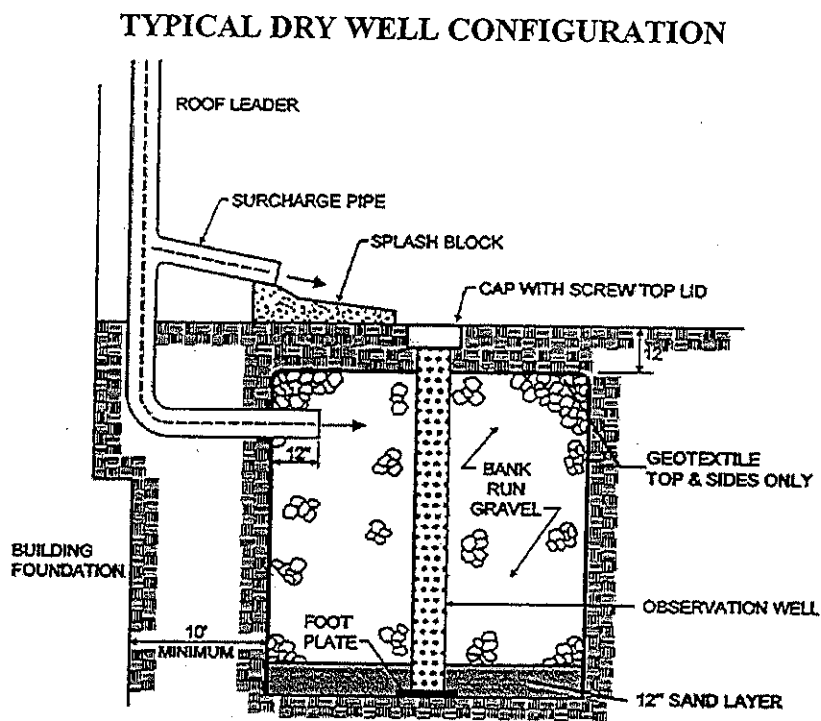 TYPICAL DRY WELL CONFIGURATION
ROOF LEADER
SURCHARGE PIPE
SPLASH BLOCK
CAP WITH SCREW TOP LID
12"
12"
GEOTEXTILE
TOP & SIDES ONLY
BANK
RUN
GRAVEL
BUILDING
FOUNDATION
OBSERVATION WELL
FOOT
PLATE
10'
MINIMUM
12" SAND LAYER